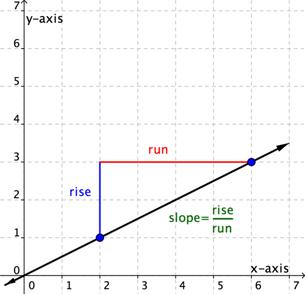 7
y-axis
6
5
4
run
3
rise
2
slope= rise
run
1
x-axis
0
0 1 2 3 4 5 6 7